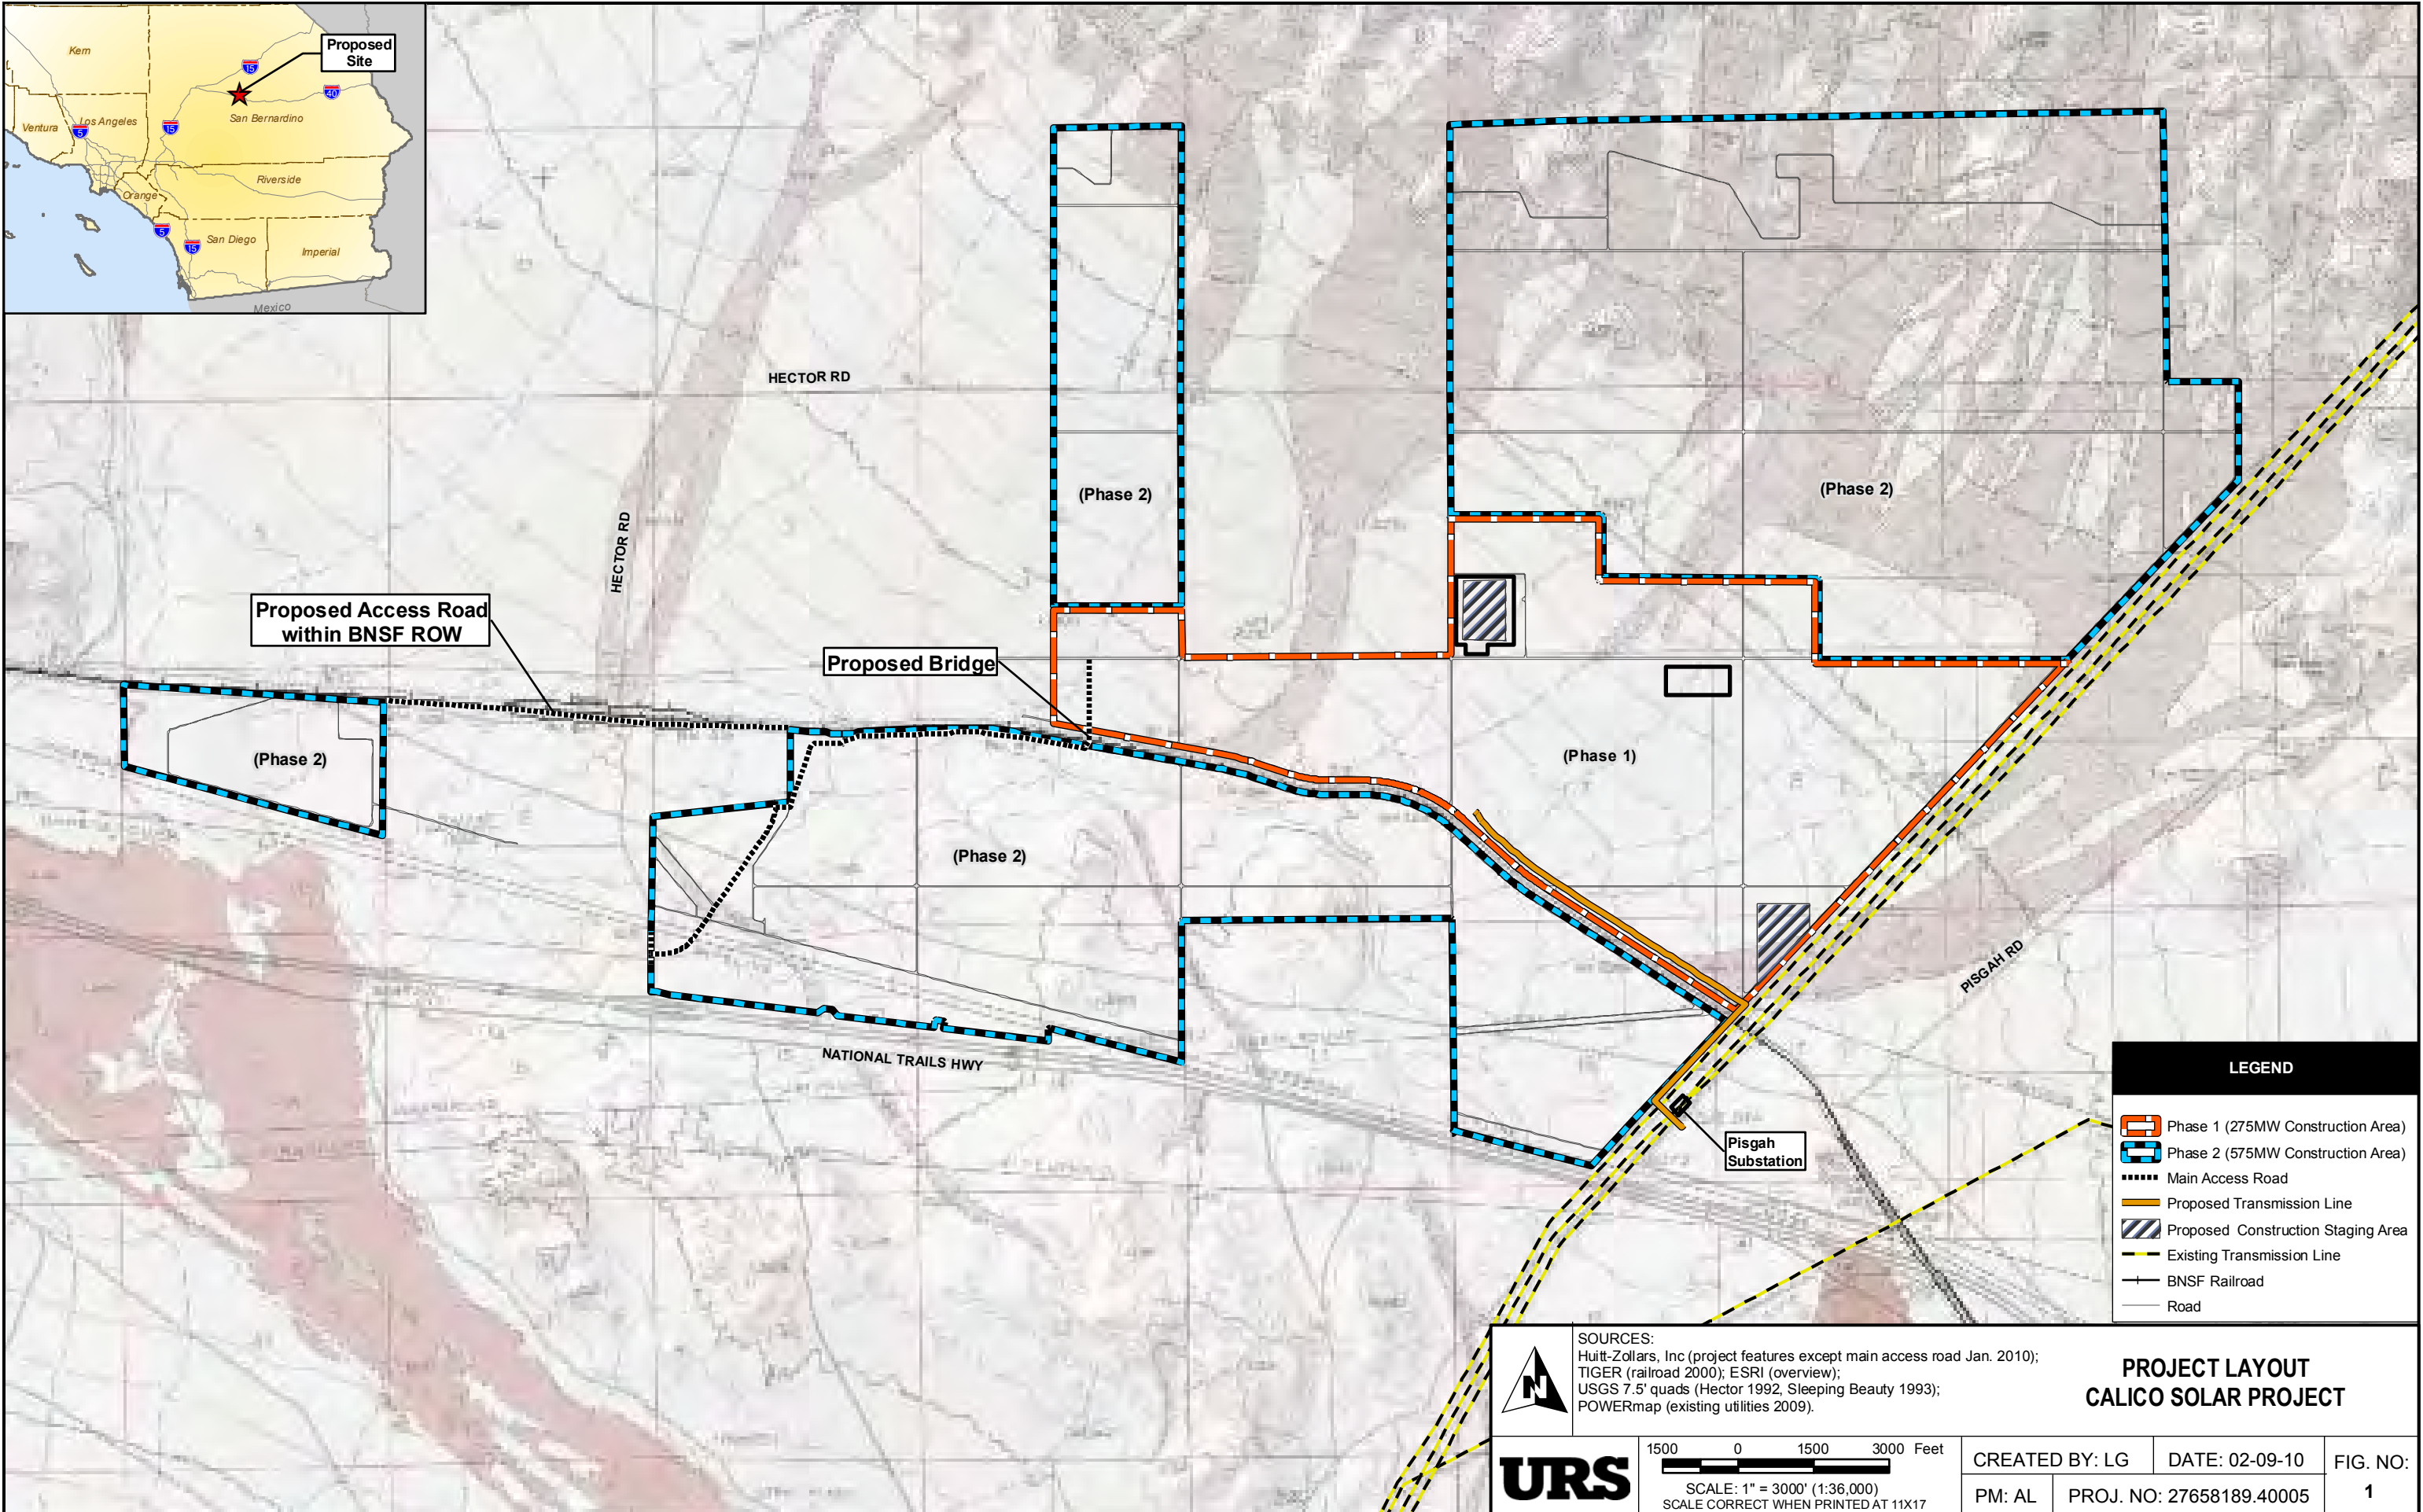 Kern
Proposed
Site
15
40
San Bernardino
Ventura
Los Angeles
5
15
Riverside
Orange
5
15
San Diego
Imperial
Mexico
HECTOR RD
HECTOR RD
(Phase 2)
(Phase 2)
Proposed Access Road
within BNSF ROW
Proposed Bridge
(Phase 2)
(Phase 1)
(Phase 2)
PISGAH RD
NATIONAL TRAILS HWY
Pisgah
Substation
LEGEND
Phase 1 (275MW Construction Area)
Phase 2 (575MW Construction Area)
Main Access Road
Proposed Transmission Line
Proposed Construction Staging Area
Existing Transmission Line
BNSF Railroad
Road
N
SOURCES:
Huitt-Zollars, Inc (project features except main access road Jan. 2010);
TIGER (railroad 2000); ESRI (overview);
USGS 7.5' quads (Hector 1992, Sleeping Beauty 1993);
POWERmap (existing utilities 2009).
PROJECT LAYOUT
CALICO SOLAR PROJECT
URS
1500 0 1500 3000 Feet
SCALE: 1" = 3000' (1:36,000)
SCALE CORRECT WHEN PRINTED AT 11X17
CREATED BY: LG
DATE: 02-09-10
FIG. NO:
1
PM: AL
PROJ. NO: 27658189.40005